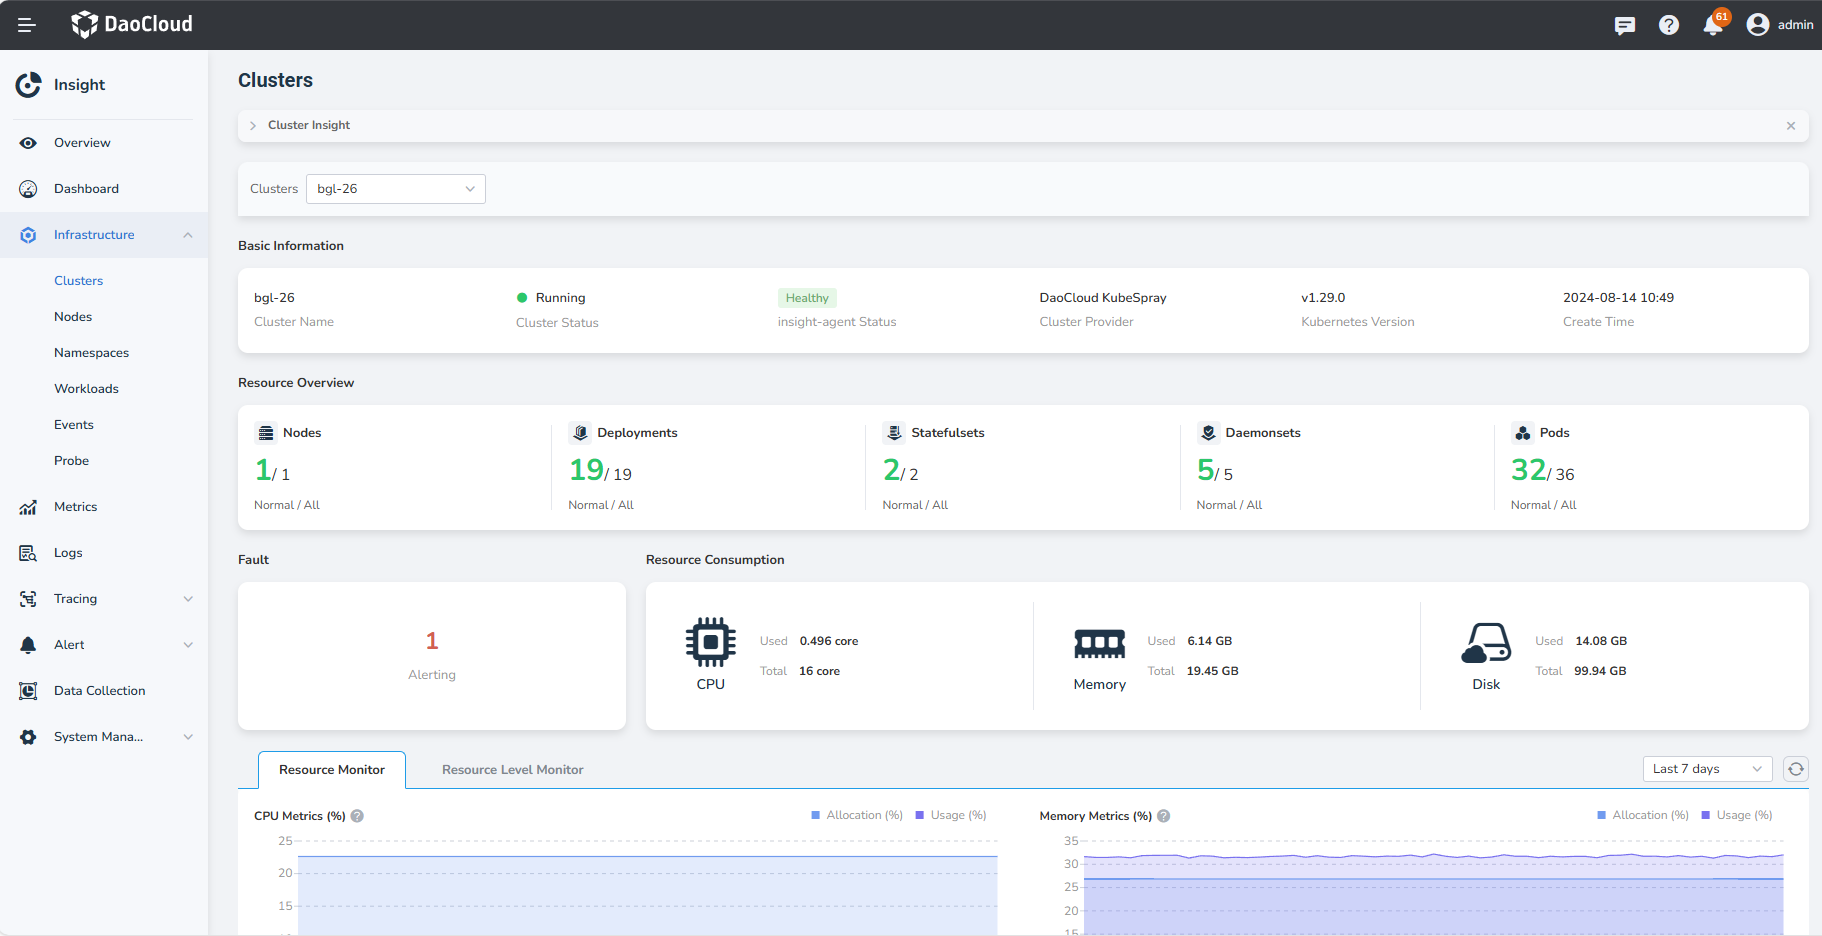 DaoCloud
61
admin
Insight
Overview
Dashboard
Infrastructure
Clusters
Nodes
Namespaces
Workloads
Events
Probe
Metrics
Logs
Tracing
Alert
Data Collection
System Mana...
Clusters
Cluster Insight
Clusters bgl-26
Basic Information
bgl-26
Cluster Name
Running
Cluster Status
Healthy
insight-agent Status
DaoCloud KubeSpray
Cluster Provider
v1.29.0
Kubernetes Version
2024-08-14 10:49
Create Time
Resource Overview
Nodes
1/ 1
Normal / All
Deployments
19/ 19
Normal / All
Statefulsets
2/ 2
Normal / All
Daemonsets
5/ 5
Normal / All
Pods
32/ 36
Normal / All
Fault
1
Alerting
Resource Consumption
CPU
Used 0.496 core
Total 16 core
Memory
Used 6.14 GB
Total 19.45 GB
Disk
Used 14.08 GB
Total 99.94 GB
Resource Monitor
Resource Level Monitor
Last 7 days
CPU Metrics (%) ?
Allocation (%) Usage (%)
25
20
15
Memory Metrics (%) ?
Allocation (%) Usage (%)
35
30
25
20
15